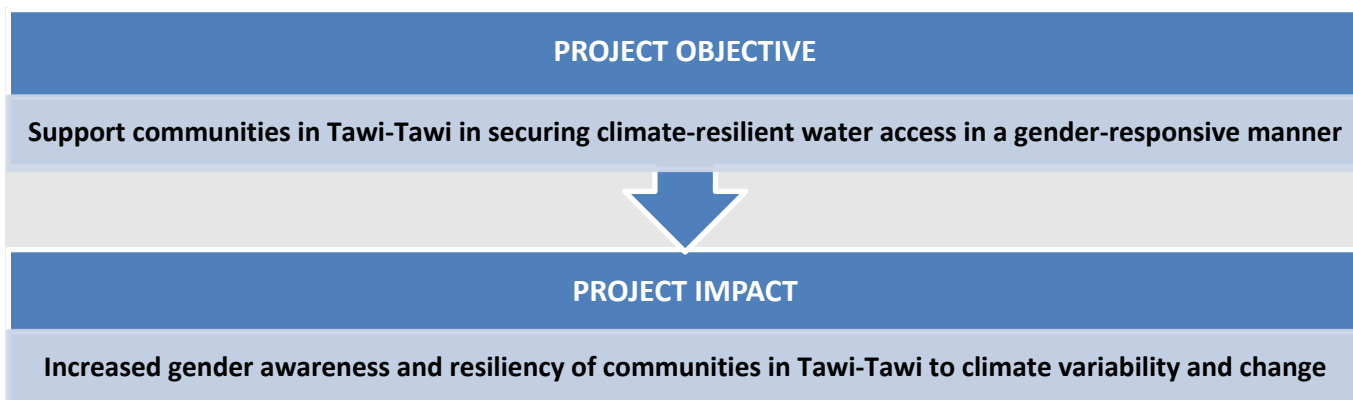 PROJECT OBJECTIVE
Support communities in Tawi-Tawi in securing climate-resilient water access in a gender-responsive manner
PROJECT IMPACT
Increased gender awareness and resiliency of communities in Tawi-Tawi to climate variability and change